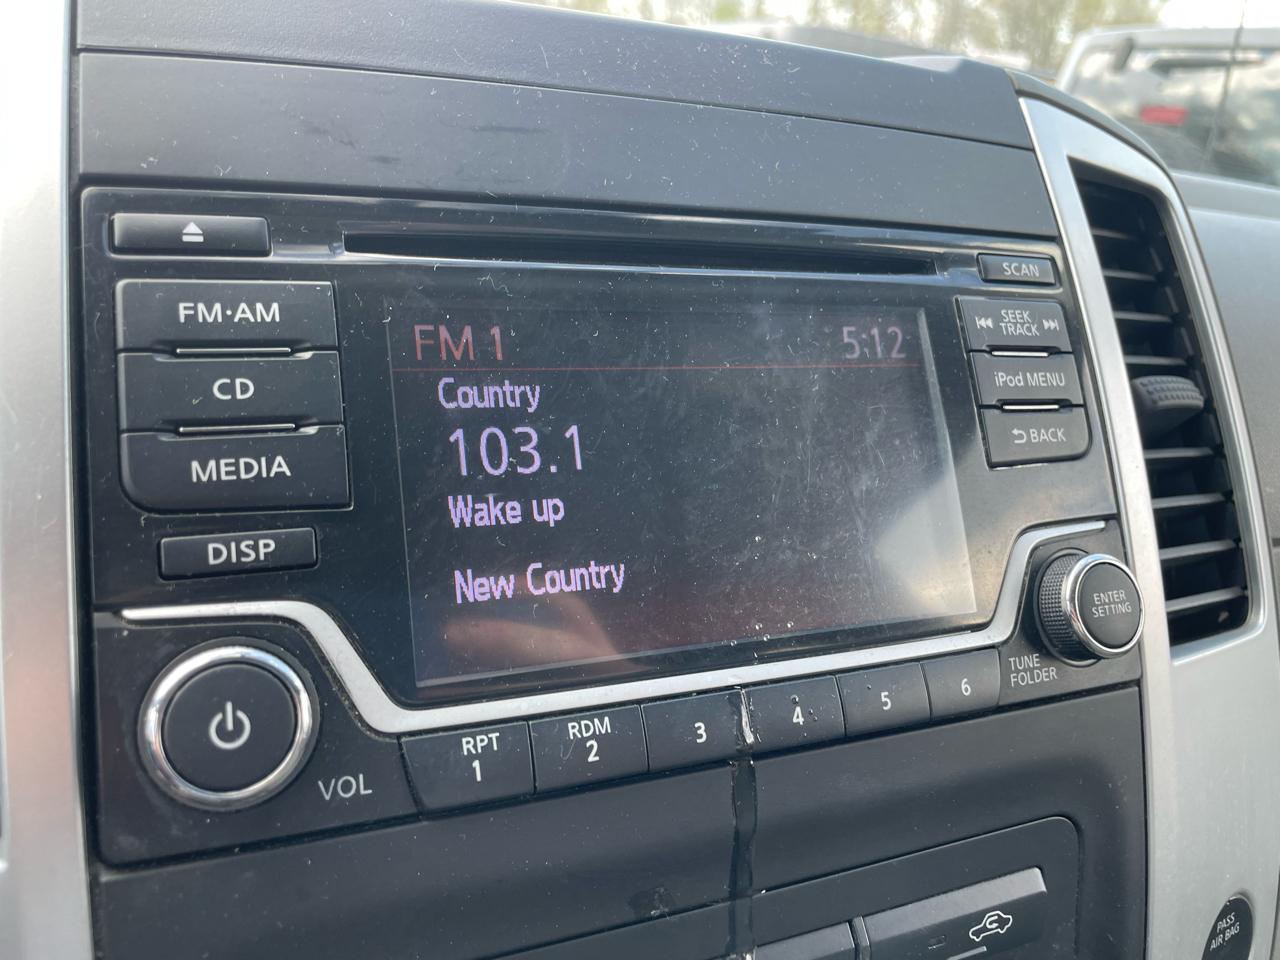 SCAN
FM·AM
SEEK
TRACK
FM 1 5:12
CD
Country
iPod MENU
103.1
BACK
MEDIA
Wake up
DISP
New Country
ENTER
SETTING
TUNE
FOLDER
VOL
RPT
1
RDM
2
3
4
5
6
PASS
AIR BAG